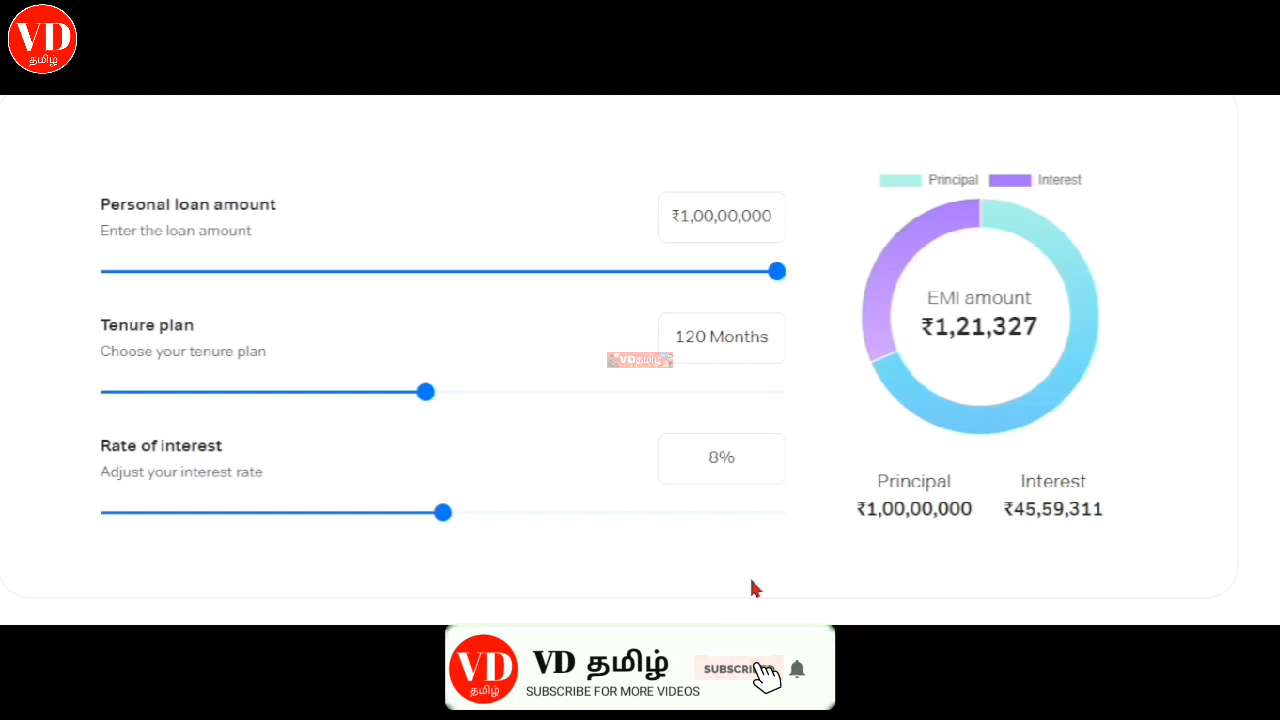 VD
தமிழ்
Principal Interest
Personal loan amount
Enter the loan amount
₹1,00,00,000
EMI amount
₹1,21,327
Tenure plan
Choose your tenure plan
120 Months
VDதமிழ்
Rate of interest
Adjust your interest rate
8%
Principal Interest
₹1,00,00,000 ₹45,59,311
VD
தமிழ்
VD தமிழ்
SUBSCRIBE FOR MORE VIDEOS